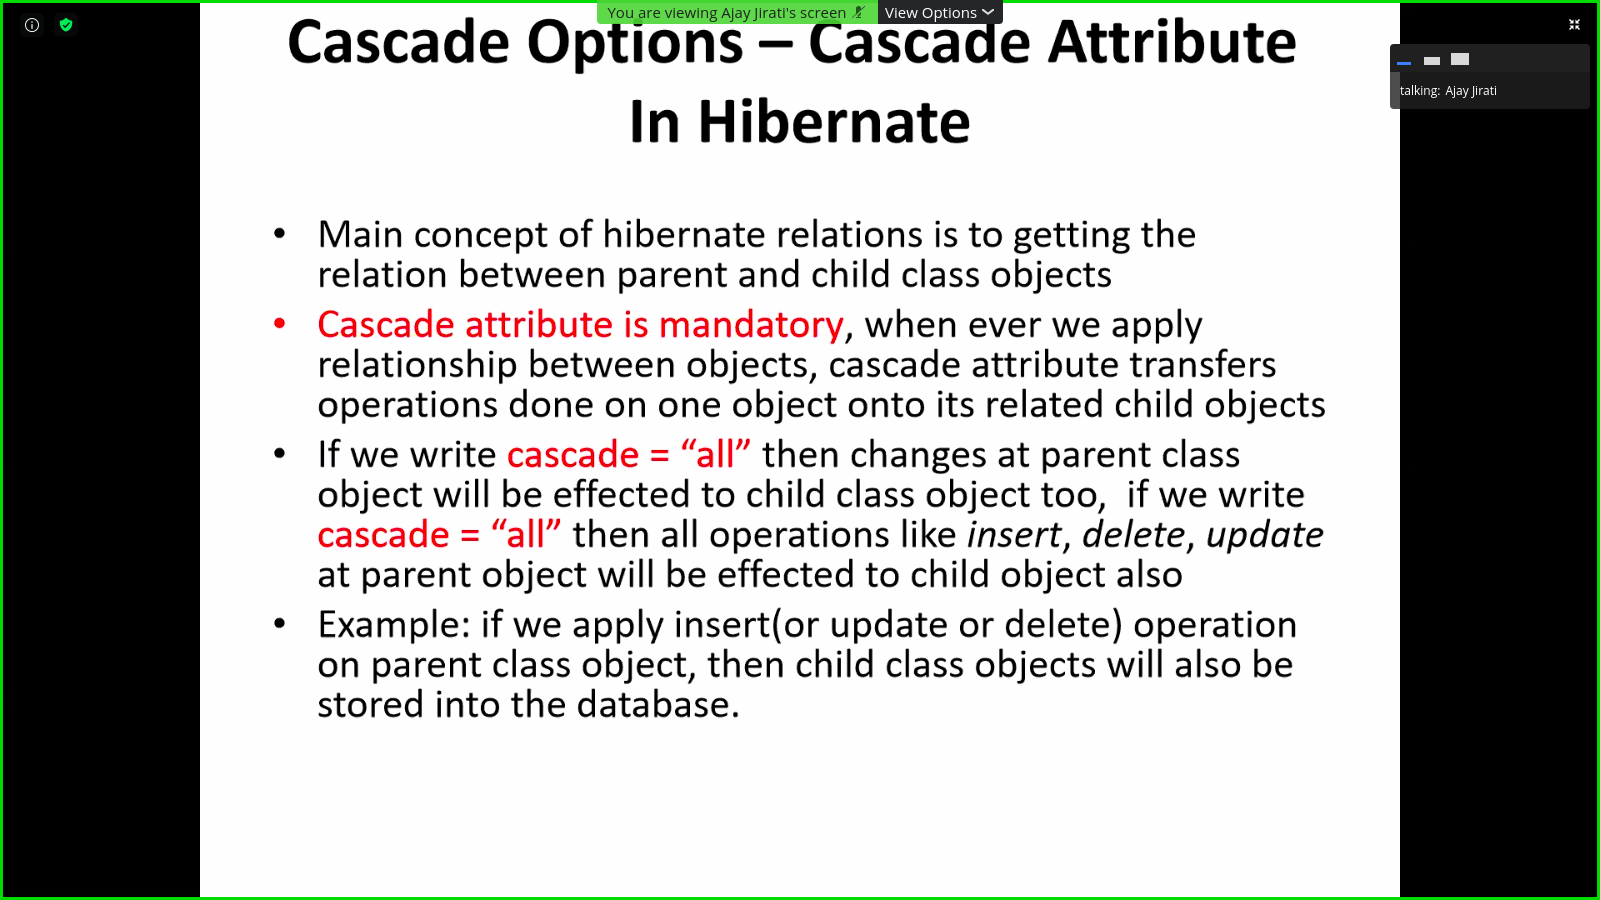 You are viewing Ajay Jirati's screen View Options
Cascade Options – Cascade Attribute
In Hibernate
talking: Ajay Jirati
• Main concept of hibernate relations is to getting the
relation between parent and child class objects
• Cascade attribute is mandatory, when ever we apply
relationship between objects, cascade attribute transfers
operations done on one object onto its related child objects
• If we write cascade = “all” then changes at parent class
object will be effected to child class object too,  if we write
cascade = “all” then all operations like insert, delete, update
at parent object will be effected to child object also
• Example: if we apply insert(or update or delete) operation
on parent class object, then child class objects will also be
stored into the database.